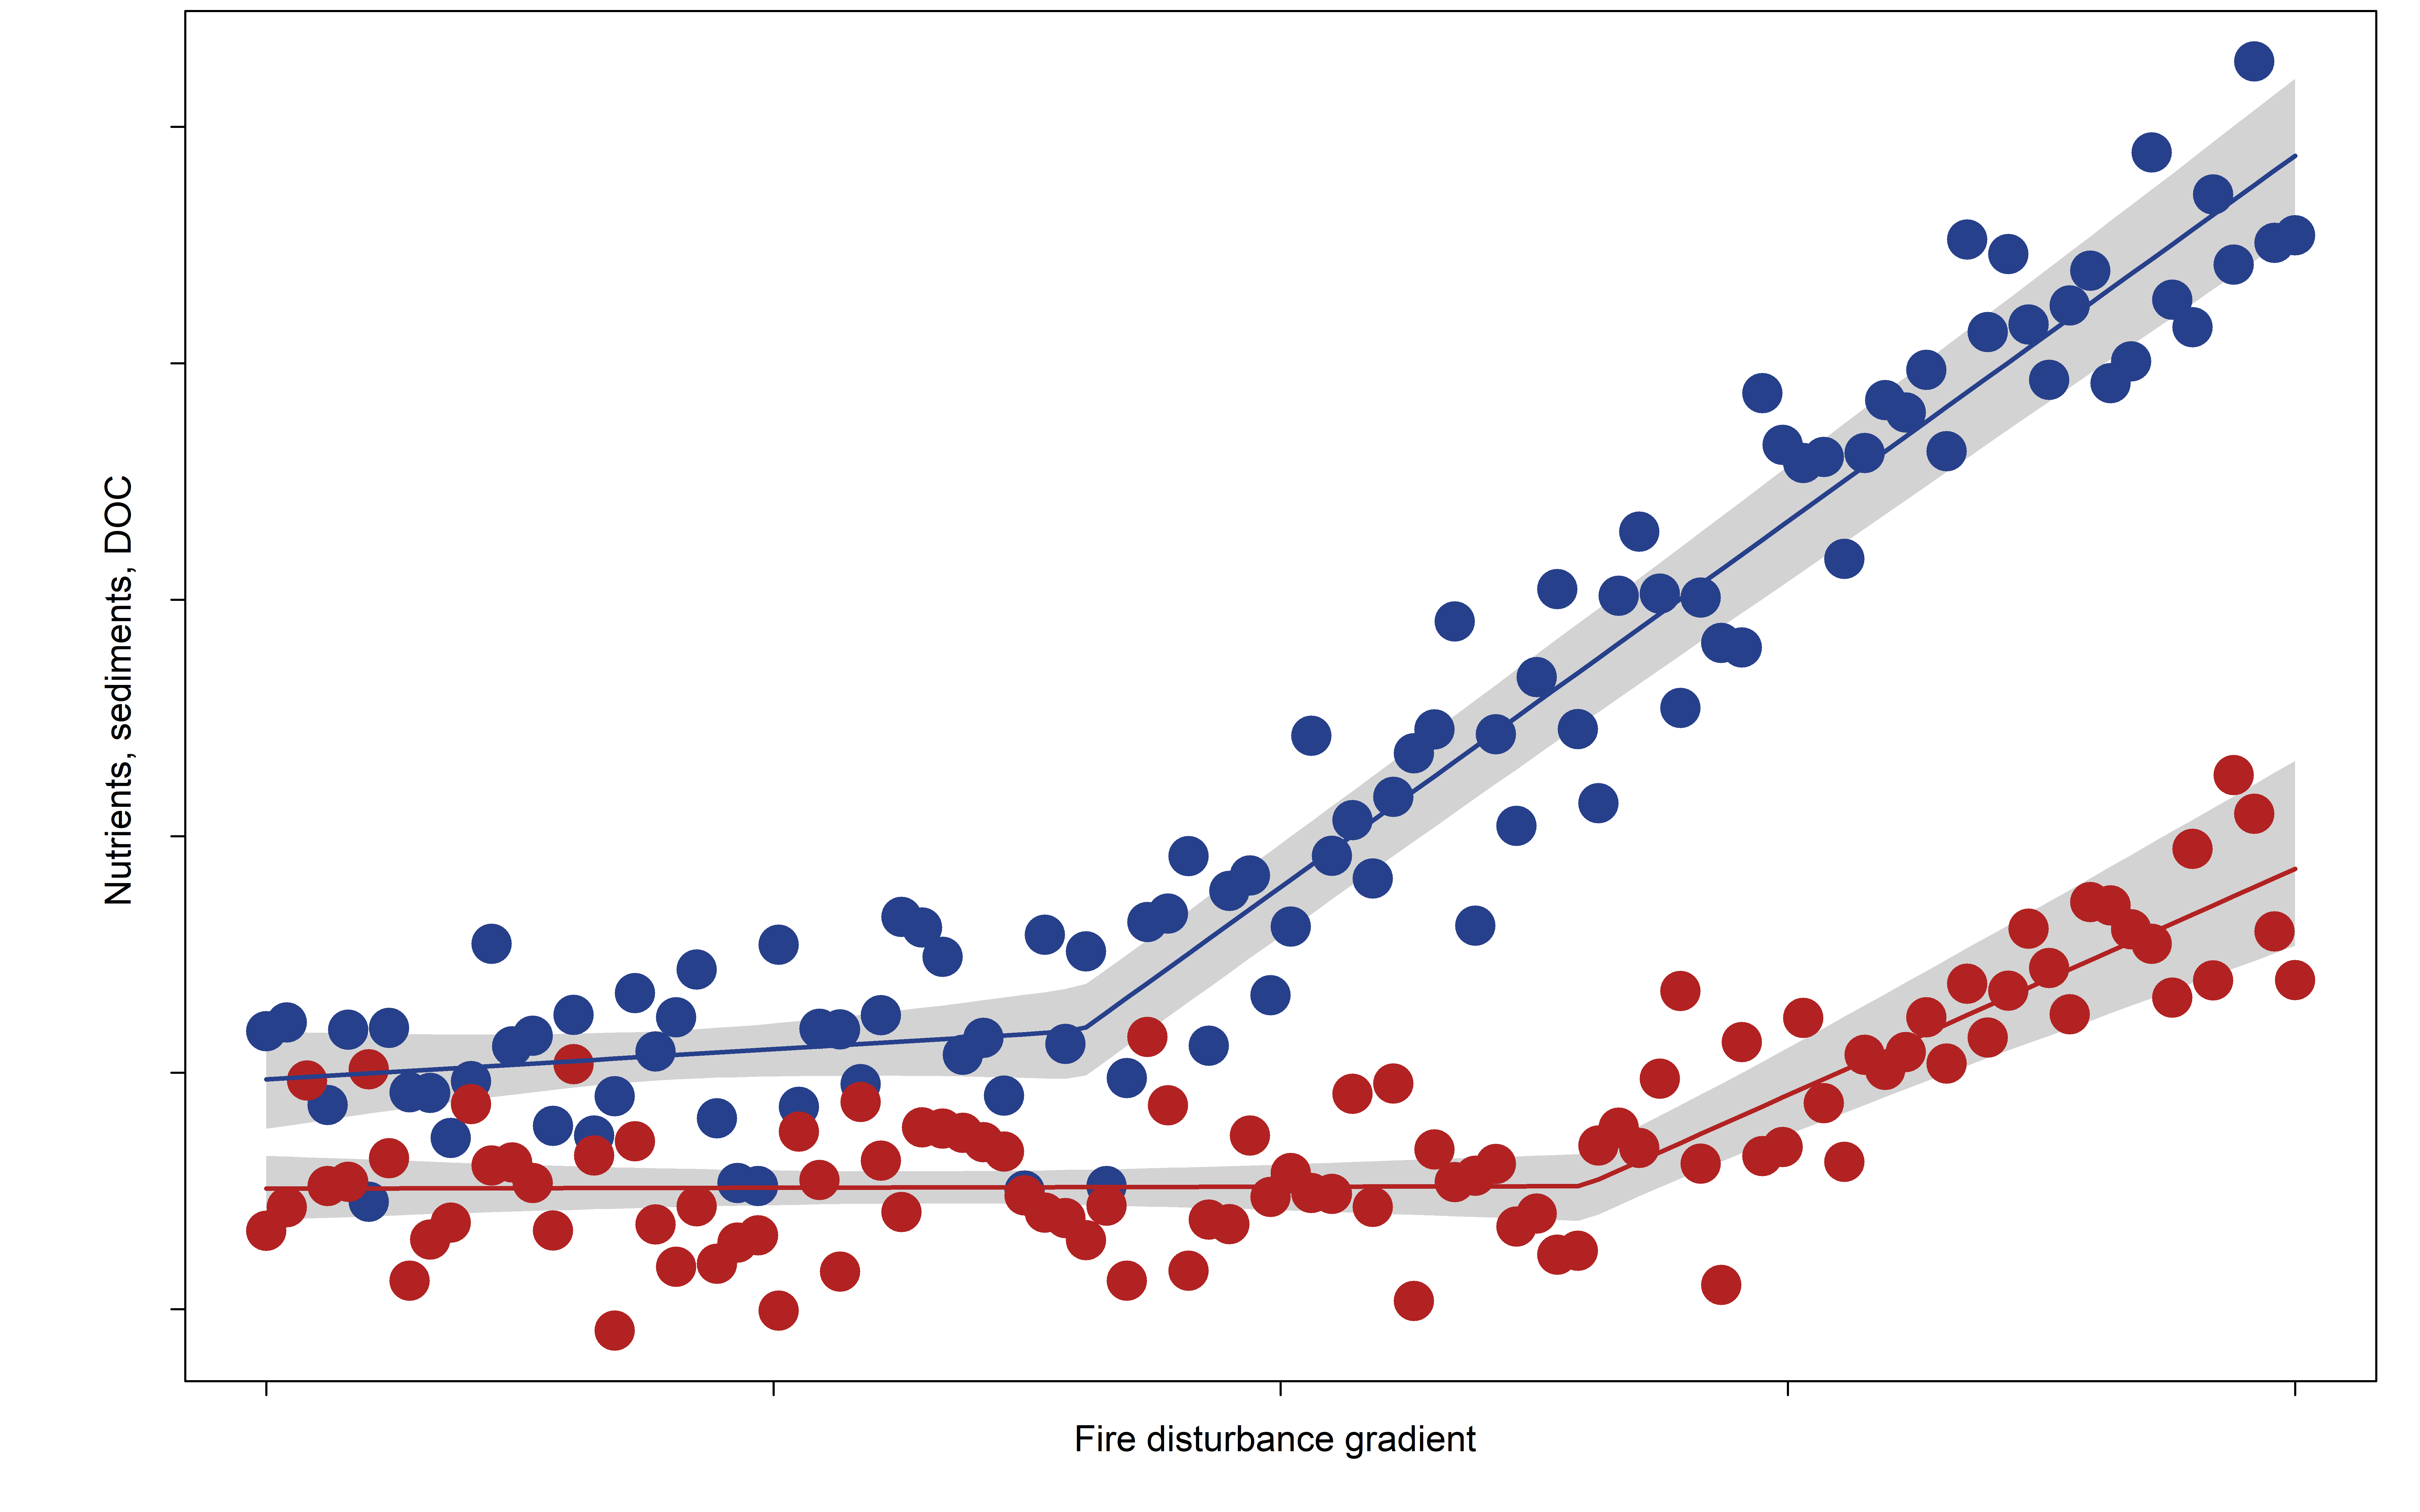 Nutrients, sediments, DOC
Fire disturbance gradient